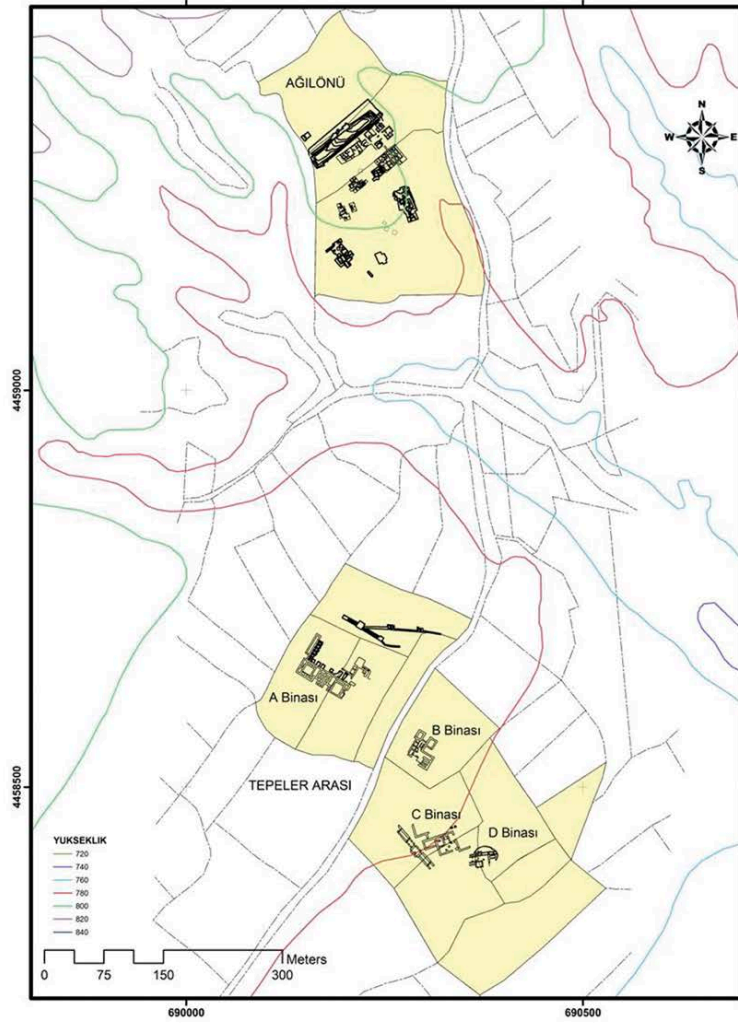 AĞILÖNÜ
N
W E
S
4459000
A Binası
B Binası
4458500
TEPELER ARASI
C Binası
D Binası
YUKSEKLIK
720
740
760
780
800
820
840
Meters
0 75 150 300
690000 690500